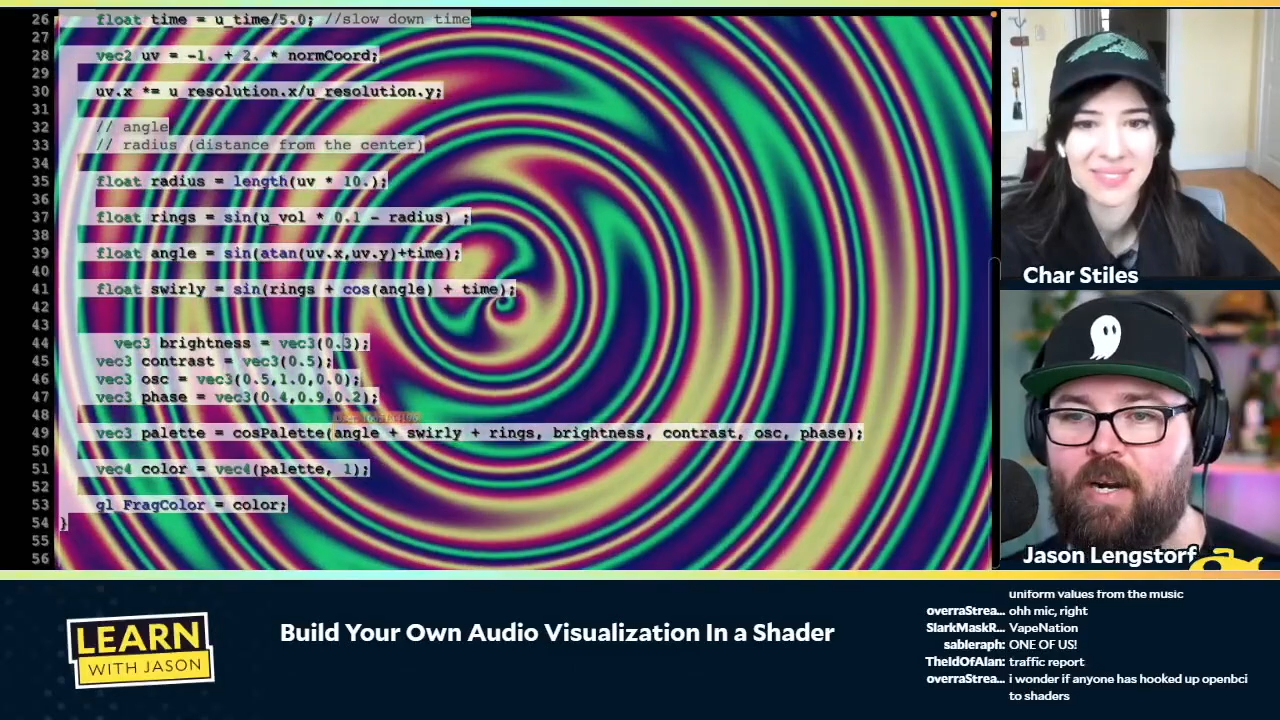 26 float time = u_time/5.0; //slow down time
27
28 vec2 uv = -1. + 2. * normCoord;
29
30 uv.x *= u_resolution.x/u_resolution.y;
31
32 // angle
33 // radius (distance from the center)
34
35 float radius = length(uv * 10.);
36
37 float rings = sin(u_vol * 0.1 - radius) ;
38
39 float angle = sin(atan(uv.x,uv.y)+time);
40
41 float swirly = sin(rings + cos(angle) + time);
42
43
44 vec3 brightness = vec3(0.3);
45 vec3 contrast = vec3(0.5);
46 vec3 osc = vec3(0.5,1.0,0.0);
47 vec3 phase = vec3(0.4,0.9,0.2);
48
49 vec3 palette = cosPalette(angle + swirly + rings, brightness, contrast, osc, phase);
50
51 vec4 color = vec4(palette, 1);
52
53 gl_FragColor = color;
54 }
55
56
Char Stiles
Jason Lengstorf
LEARN
WITH JASON
Build Your Own Audio Visualization In a Shader
uniform values from the music
overraStrea... ohh mic, right
SlarkMaskR... VapeNation
sableraph: ONE OF US!
TheIdOfAlan: traffic report
overraStrea... i wonder if anyone has hooked up openbci
to shaders